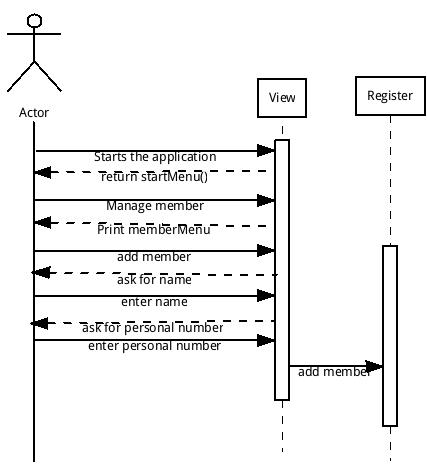 Actor
View
Register
Starts the application
return startMenu()
Manage member
Print memberMenu
add member
ask for name
enter name
ask for personal number
enter personal number
add member